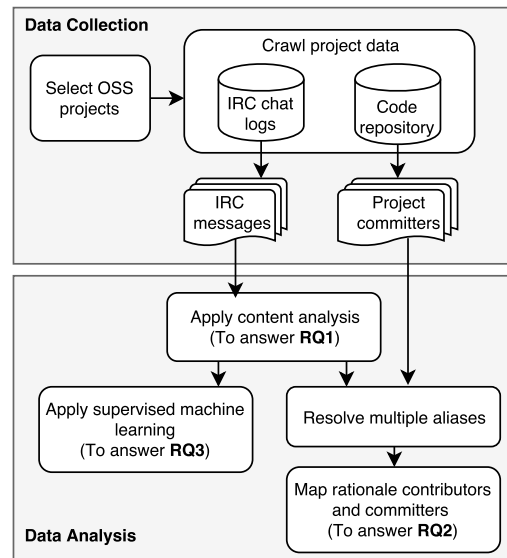 Data Collection
Crawl project data
Select OSS
projects
IRC chat
logs
Code
repository
IRC
messages
Project
committers
Apply content analysis
(To answer RQ1)
Apply supervised machine
learning
(To answer RQ3)
Resolve multiple aliases
Map rationale contributors
and committers
(To answer RQ2)
Data Analysis